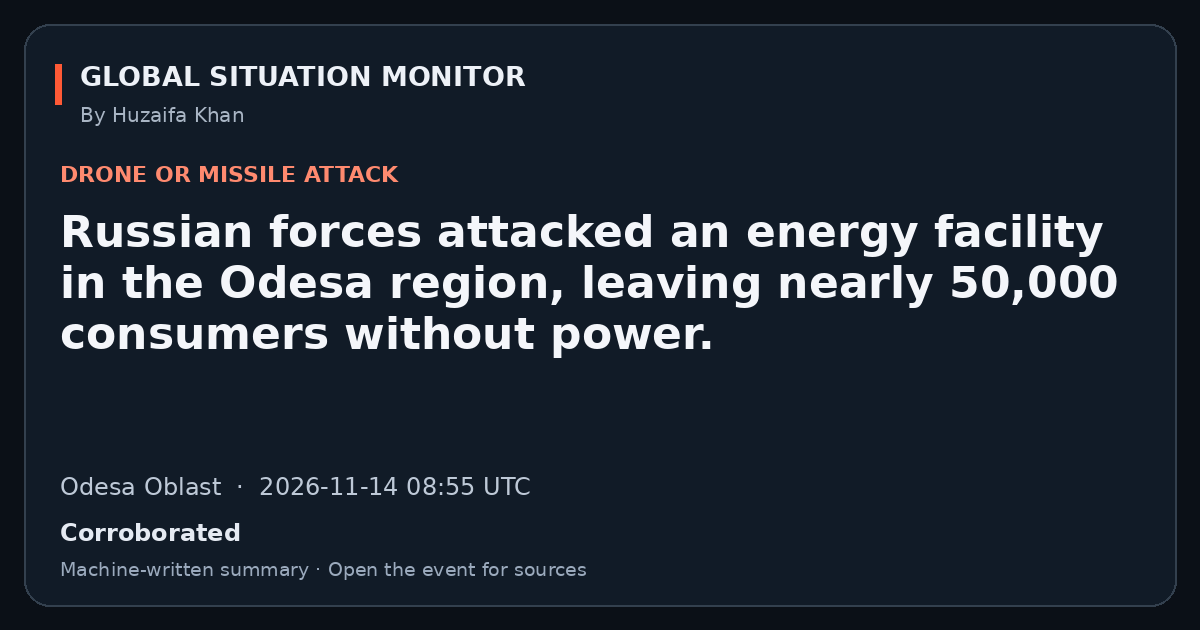 GLOBAL SITUATION MONITOR
By Huzaifa Khan
DRONE OR MISSILE ATTACK
Russian forces attacked an energy facility
in the Odesa region, leaving nearly 50,000
consumers without power.
Odesa Oblast · 2026-11-14 08:55 UTC
Corroborated
Machine-written summary · Open the event for sources